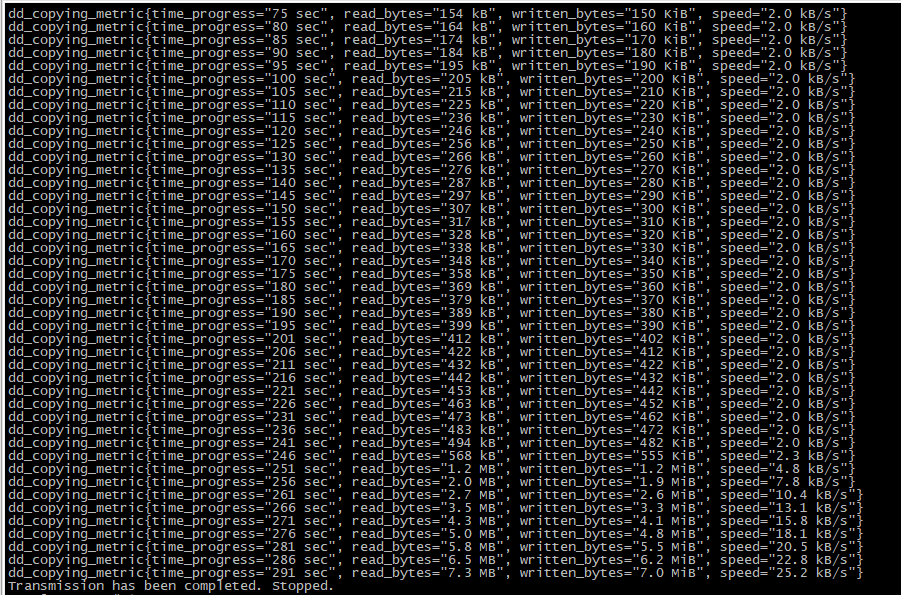 dd_copying_metric{time_progress="75 sec", read_bytes="154 kB", written_bytes="150 KiB", speed="2.0 kB/s"}
dd_copying_metric{time_progress="80 sec", read_bytes="164 kB", written_bytes="160 KiB", speed="2.0 kB/s"}
dd_copying_metric{time_progress="85 sec", read_bytes="174 kB", written_bytes="170 KiB", speed="2.0 kB/s"}
dd_copying_metric{time_progress="90 sec", read_bytes="184 kB", written_bytes="180 KiB", speed="2.0 kB/s"}
dd_copying_metric{time_progress="95 sec", read_bytes="195 kB", written_bytes="190 KiB", speed="2.0 kB/s"}
dd_copying_metric{time_progress="100 sec", read_bytes="205 kB", written_bytes="200 KiB", speed="2.0 kB/s"}
dd_copying_metric{time_progress="105 sec", read_bytes="215 kB", written_bytes="210 KiB", speed="2.0 kB/s"}
dd_copying_metric{time_progress="110 sec", read_bytes="225 kB", written_bytes="220 KiB", speed="2.0 kB/s"}
dd_copying_metric{time_progress="115 sec", read_bytes="236 kB", written_bytes="230 KiB", speed="2.0 kB/s"}
dd_copying_metric{time_progress="120 sec", read_bytes="246 kB", written_bytes="240 KiB", speed="2.0 kB/s"}
dd_copying_metric{time_progress="125 sec", read_bytes="256 kB", written_bytes="250 KiB", speed="2.0 kB/s"}
dd_copying_metric{time_progress="130 sec", read_bytes="266 kB", written_bytes="260 KiB", speed="2.0 kB/s"}
dd_copying_metric{time_progress="135 sec", read_bytes="276 kB", written_bytes="270 KiB", speed="2.0 kB/s"}
dd_copying_metric{time_progress="140 sec", read_bytes="287 kB", written_bytes="280 KiB", speed="2.0 kB/s"}
dd_copying_metric{time_progress="145 sec", read_bytes="297 kB", written_bytes="290 KiB", speed="2.0 kB/s"}
dd_copying_metric{time_progress="150 sec", read_bytes="307 kB", written_bytes="300 KiB", speed="2.0 kB/s"}
dd_copying_metric{time_progress="155 sec", read_bytes="317 kB", written_bytes="310 KiB", speed="2.0 kB/s"}
dd_copying_metric{time_progress="160 sec", read_bytes="328 kB", written_bytes="320 KiB", speed="2.0 kB/s"}
dd_copying_metric{time_progress="165 sec", read_bytes="338 kB", written_bytes="330 KiB", speed="2.0 kB/s"}
dd_copying_metric{time_progress="170 sec", read_bytes="348 kB", written_bytes="340 KiB", speed="2.0 kB/s"}
dd_copying_metric{time_progress="175 sec", read_bytes="358 kB", written_bytes="350 KiB", speed="2.0 kB/s"}
dd_copying_metric{time_progress="180 sec", read_bytes="369 kB", written_bytes="360 KiB", speed="2.0 kB/s"}
dd_copying_metric{time_progress="185 sec", read_bytes="379 kB", written_bytes="370 KiB", speed="2.0 kB/s"}
dd_copying_metric{time_progress="190 sec", read_bytes="389 kB", written_bytes="380 KiB", speed="2.0 kB/s"}
dd_copying_metric{time_progress="195 sec", read_bytes="399 kB", written_bytes="390 KiB", speed="2.0 kB/s"}
dd_copying_metric{time_progress="201 sec", read_bytes="412 kB", written_bytes="402 KiB", speed="2.0 kB/s"}
dd_copying_metric{time_progress="206 sec", read_bytes="422 kB", written_bytes="412 KiB", speed="2.0 kB/s"}
dd_copying_metric{time_progress="211 sec", read_bytes="432 kB", written_bytes="422 KiB", speed="2.0 kB/s"}
dd_copying_metric{time_progress="216 sec", read_bytes="442 kB", written_bytes="432 KiB", speed="2.0 kB/s"}
dd_copying_metric{time_progress="221 sec", read_bytes="453 kB", written_bytes="442 KiB", speed="2.0 kB/s"}
dd_copying_metric{time_progress="226 sec", read_bytes="463 kB", written_bytes="452 KiB", speed="2.0 kB/s"}
dd_copying_metric{time_progress="231 sec", read_bytes="473 kB", written_bytes="462 KiB", speed="2.0 kB/s"}
dd_copying_metric{time_progress="236 sec", read_bytes="483 kB", written_bytes="472 KiB", speed="2.0 kB/s"}
dd_copying_metric{time_progress="241 sec", read_bytes="494 kB", written_bytes="482 KiB", speed="2.0 kB/s"}
dd_copying_metric{time_progress="246 sec", read_bytes="568 kB", written_bytes="555 KiB", speed="2.3 kB/s"}
dd_copying_metric{time_progress="251 sec", read_bytes="1.2 MB", written_bytes="1.2 MiB", speed="4.8 kB/s"}
dd_copying_metric{time_progress="256 sec", read_bytes="2.0 MB", written_bytes="1.9 MiB", speed="7.8 kB/s"}
dd_copying_metric{time_progress="261 sec", read_bytes="2.7 MB", written_bytes="2.6 MiB", speed="10.4 kB/s"}
dd_copying_metric{time_progress="266 sec", read_bytes="3.5 MB", written_bytes="3.3 MiB", speed="13.1 kB/s"}
dd_copying_metric{time_progress="271 sec", read_bytes="4.3 MB", written_bytes="4.1 MiB", speed="15.8 kB/s"}
dd_copying_metric{time_progress="276 sec", read_bytes="5.0 MB", written_bytes="4.8 MiB", speed="18.1 kB/s"}
dd_copying_metric{time_progress="281 sec", read_bytes="5.8 MB", written_bytes="5.5 MiB", speed="20.5 kB/s"}
dd_copying_metric{time_progress="286 sec", read_bytes="6.5 MB", written_bytes="6.2 MiB", speed="22.8 kB/s"}
dd_copying_metric{time_progress="291 sec", read_bytes="7.3 MB", written_bytes="7.0 MiB", speed="25.2 kB/s"}
Transmission has been completed. Stopped.